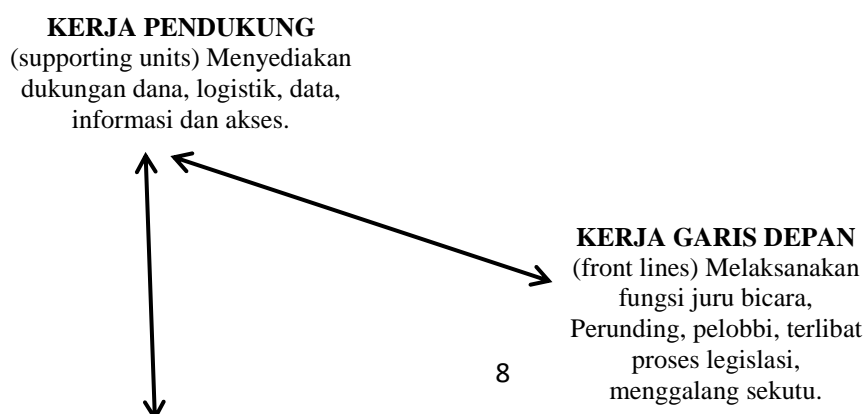 KERJA PENDUKUNG
(supporting units) Menyediakan
dukungan dana, logistik, data,
informasi dan akses.
KERJA GARIS DEPAN
(front lines) Melaksanakan
fungsi juru bicara,
Perunding, pelobbi, terlibat
proses legislasi,
menggalang sekutu.
8